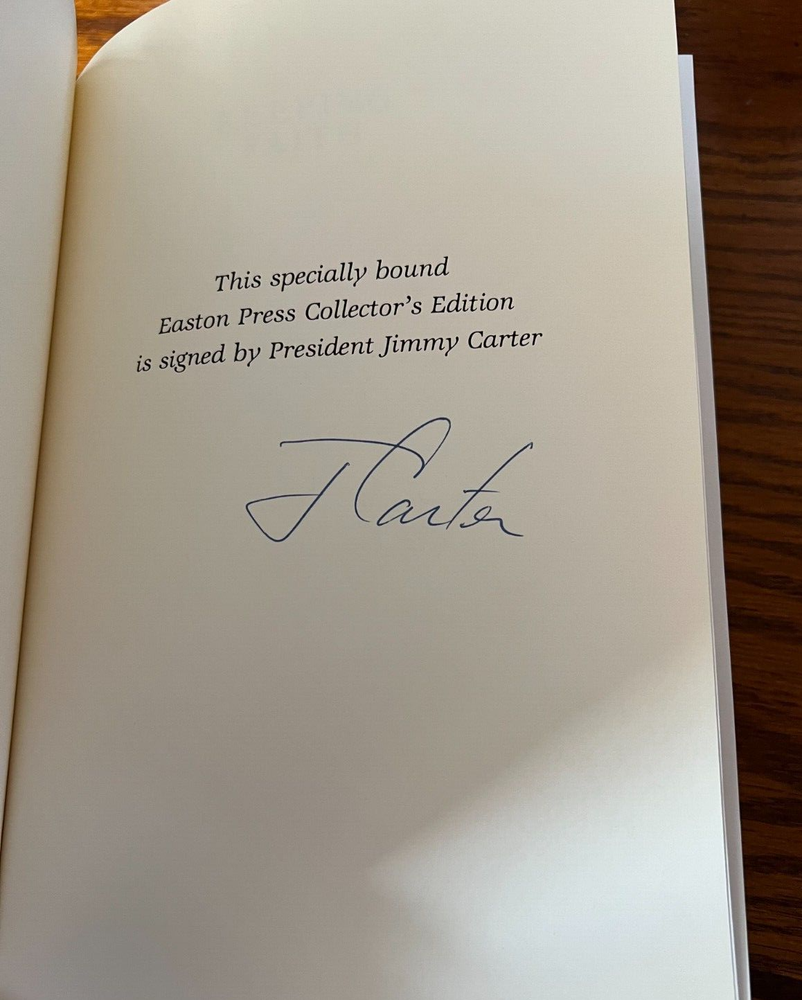 This specially bound
Easton Press Collector's Edition
is signed by President Jimmy Carter
J Carter